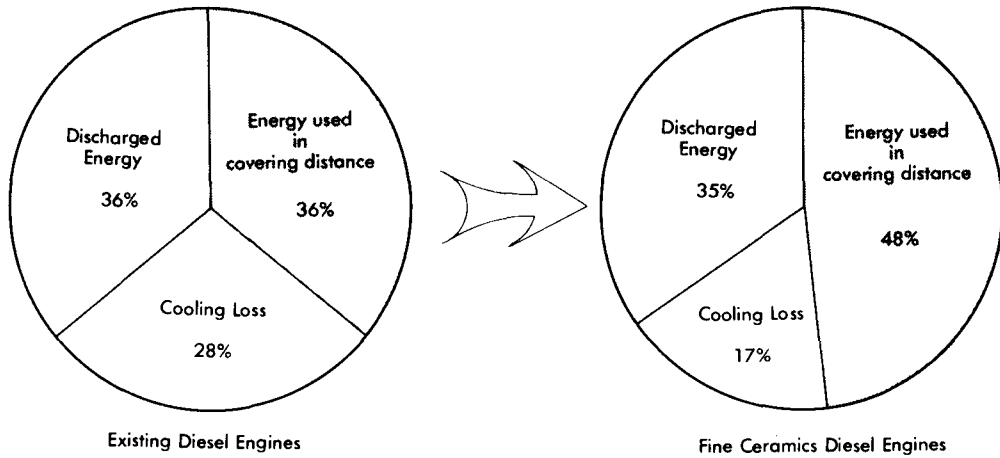 Discharged
Energy
36%
Energy used
in
covering distance
36%
Cooling Loss
28%
Existing Diesel Engines
Discharged
Energy
35%
Energy used
in
covering distance
48%
Cooling Loss
17%
Fine Ceramics Diesel Engines